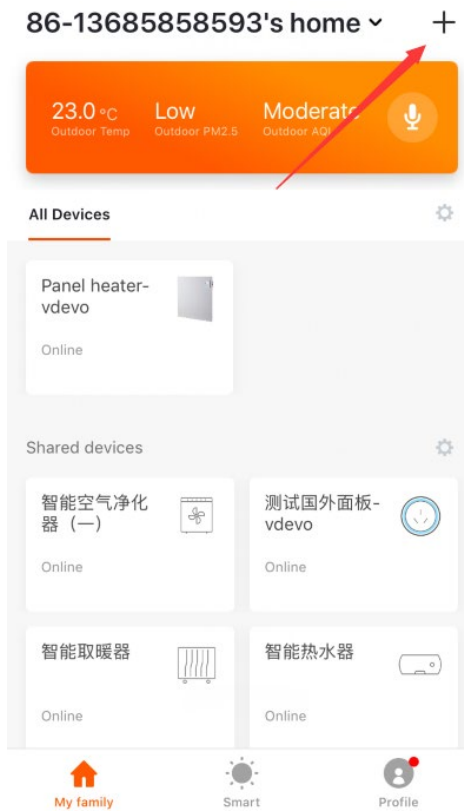 86-13685858593's home
23.0 °C Low Moderate
Outdoor Temp Outdoor PM2.5 Outdoor AQI
All Devices
Panel heater-
vdevo
Online
Shared devices
智能空气净化 测试国外面板-
器（一） vdevo
Online Online
智能取暖器 智能热水器
Online Online
My family Smart Profile